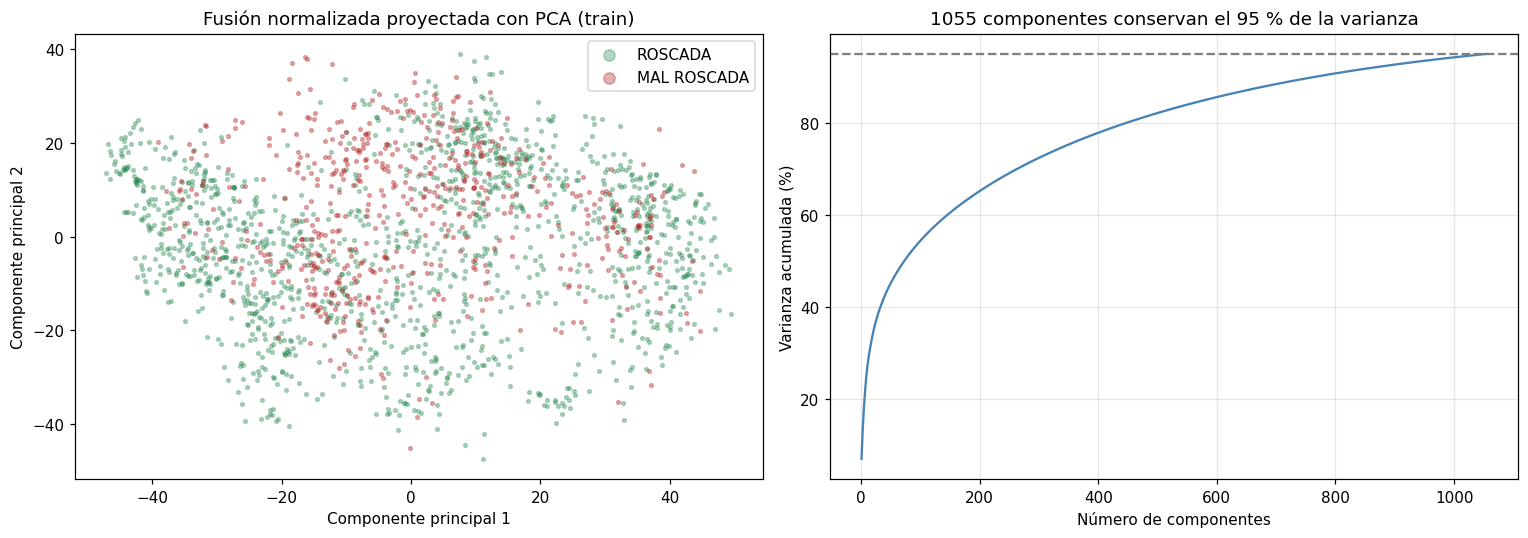 Fusión normalizada proyectada con PCA (train)
ROSCADA
MAL ROSCADA
40
20
0
−20
−40
Componente principal 2
−40
−20
0
20
40
Componente principal 1
1055 componentes conservan el 95 % de la varianza
80
60
40
20
Varianza acumulada (%)
0
200
400
600
800
1000
Número de componentes